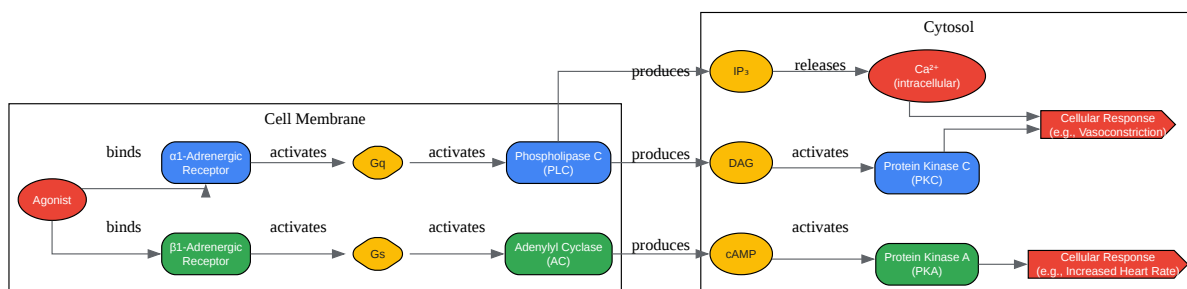 Cytosol
produces
IP₃
releases
Ca²⁺
(intracellular)
Cell Membrane
Cellular Response
(e.g., Vasoconstriction)
binds
α1-Adrenergic
Receptor
activates
Gq
activates
Phospholipase C
(PLC)
produces
DAG
activates
Protein Kinase C
(PKC)
Agonist
binds
β1-Adrenergic
Receptor
activates
Gs
activates
Adenylyl Cyclase
(AC)
produces
cAMP
activates
Protein Kinase A
(PKA)
Cellular Response
(e.g., Increased Heart Rate)